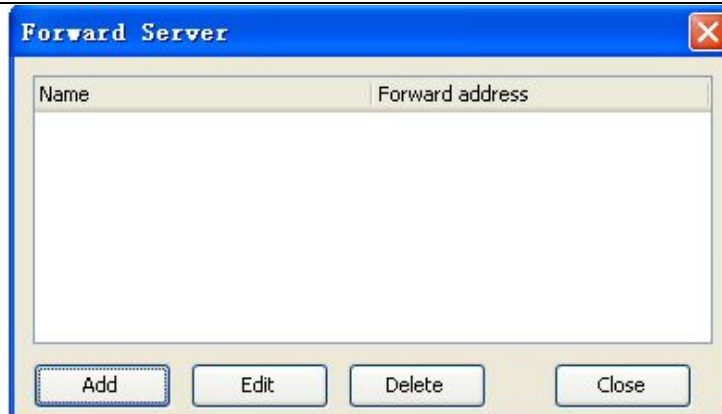 Forward Server
Name Forward address
Add Edit Delete Close